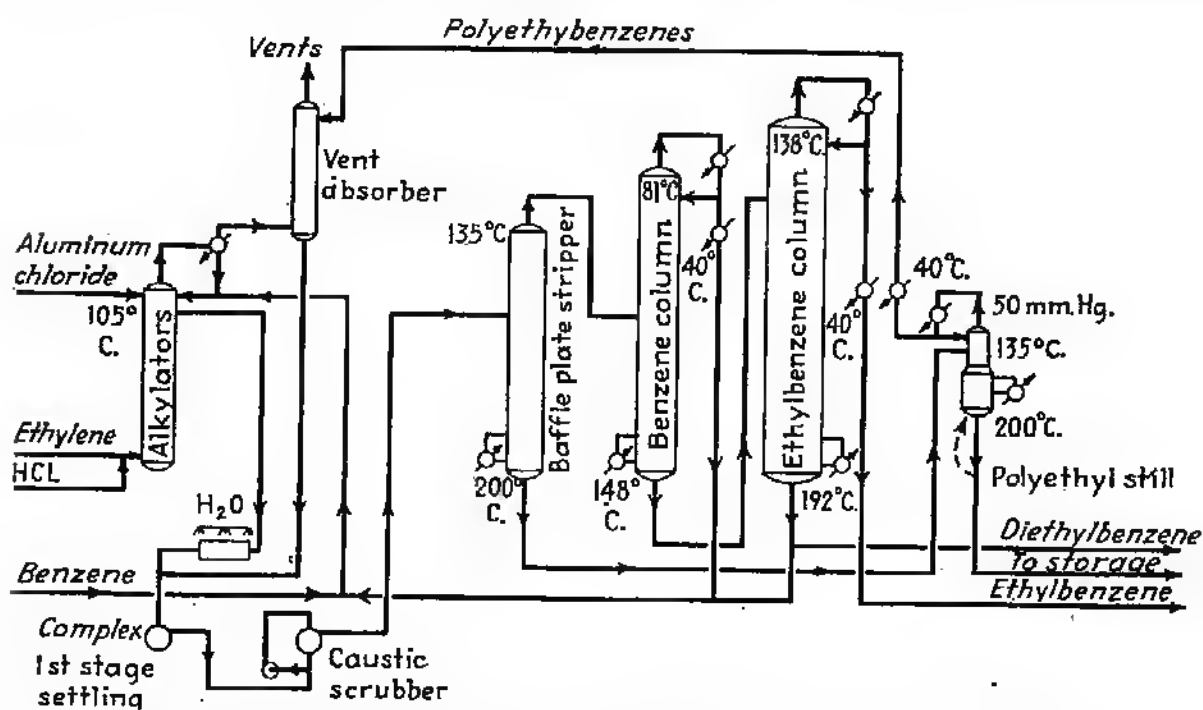 Polyethybenzenes
Vents
Vent
absorber
Aluminum
chloride
105°
C.
Alkylators
Ethylene
HCL
H₂O
Benzene
Complex
1st stage
settling
Caustic
scrubber
135°C
Baffle plate stripper
200°
C.
81°C
Benzene column
40°
C.
148°
C.
138°C.
Ethylbenzene column
40°
C.
192°C.
40°C.
50 mm.Hg.
135°C.
200°C.
Polyethyl still
Diethylbenzene
To storage
Ethylbenzene